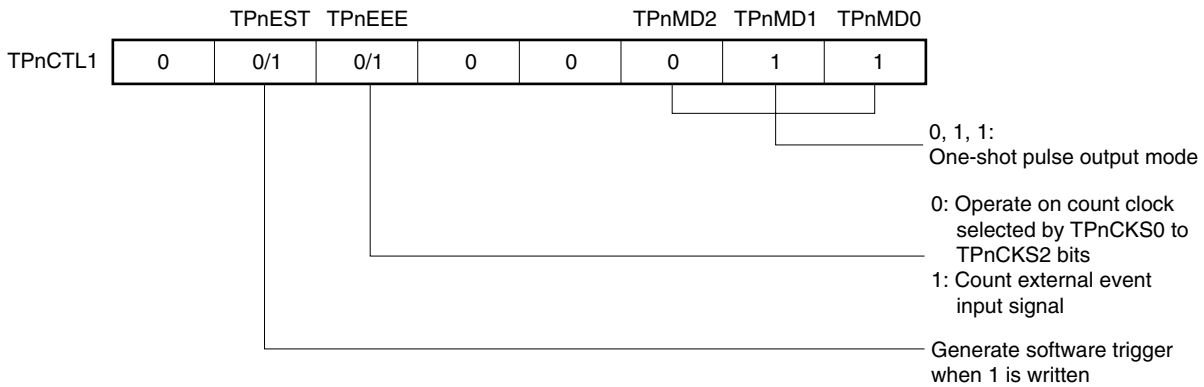 TPnEST TPnEEE TPnMD2 TPnMD1 TPnMD0
TPnCTL1 0 0/1 0/1 0 0 0 1 1
0, 1, 1:
One-shot pulse output mode
0: Operate on count clock
selected by TPnCKS0 to
TPnCKS2 bits
1: Count external event
input signal
Generate software trigger
when 1 is written